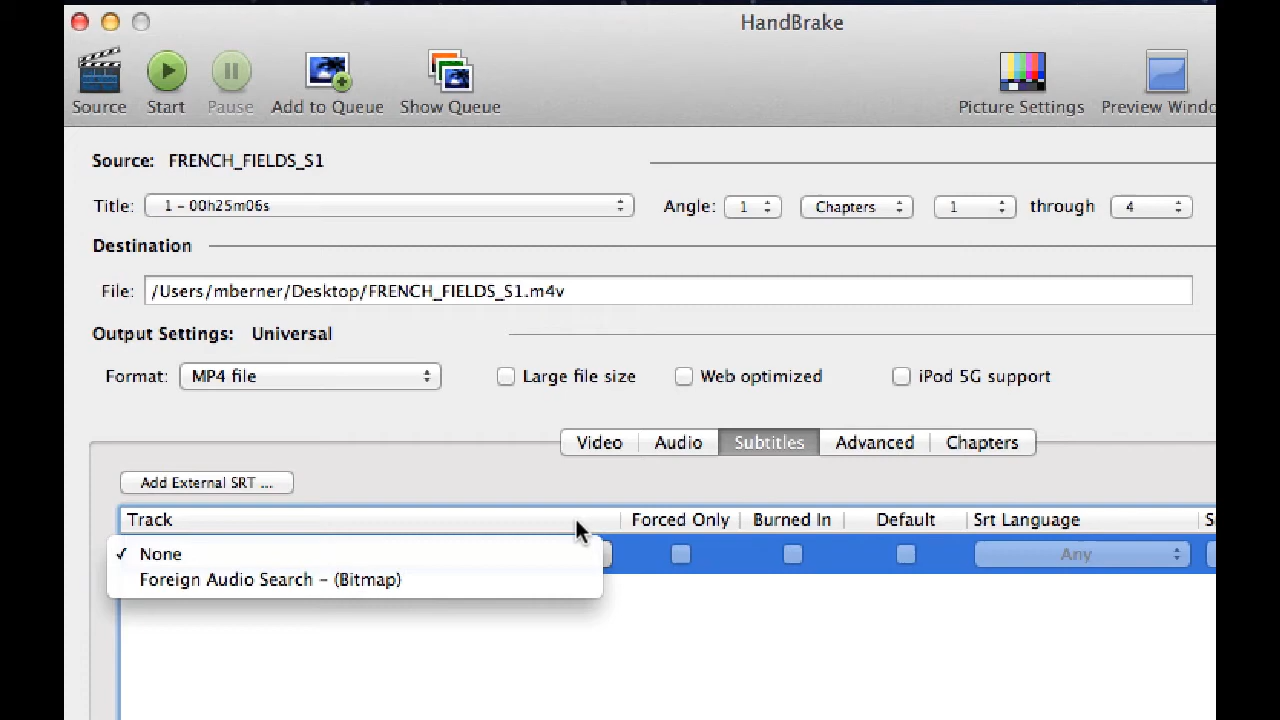 HandBrake
Source Start Pause Add to Queue Show Queue Picture Settings Preview
Source: FRENCH_FIELDS_S1
Title: 1 - 00h25m06s Angle: 1 Chapters 1 through 4
Destination
File: /Users/mberner/Desktop/FRENCH_FIELDS_S1.m4v
Output Settings: Universal
Format: MP4 file Large file size Web optimized iPod 5G support
Video Audio Subtitles Advanced Chapters
Add External SRT ...
Track Forced Only Burned In Default Srt Language
✓ None Any
Foreign Audio Search - (Bitmap)